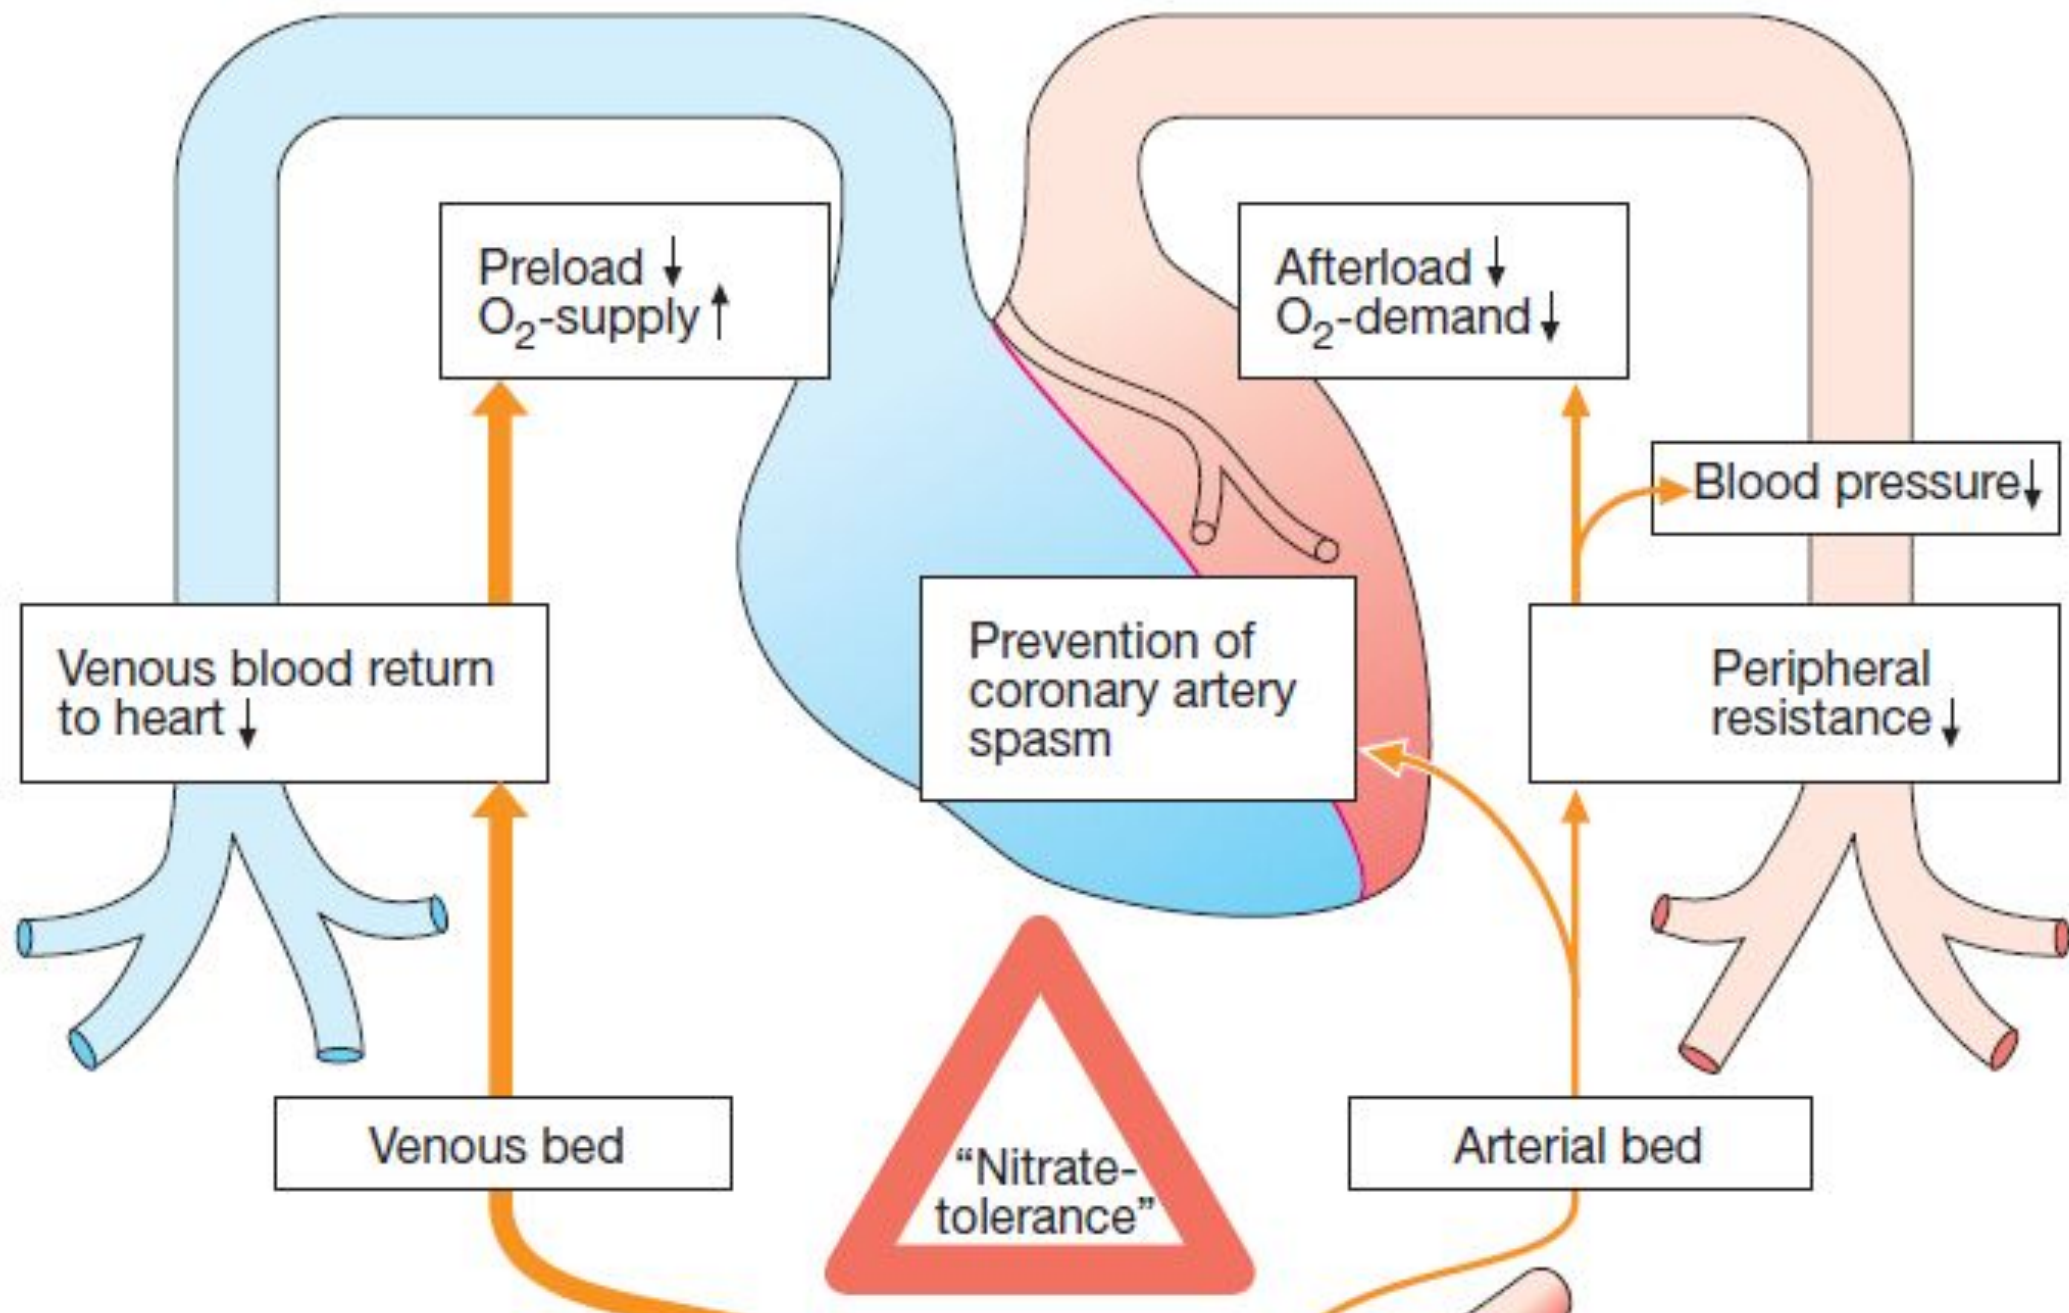 Preload ↓
O₂-supply ↑
Afterload ↓
O₂-demand ↓
Blood pressure ↓
Venous blood return
to heart ↓
Prevention of
coronary artery
spasm
Peripheral
resistance ↓
Venous bed
“Nitrate-
tolerance”
Arterial bed